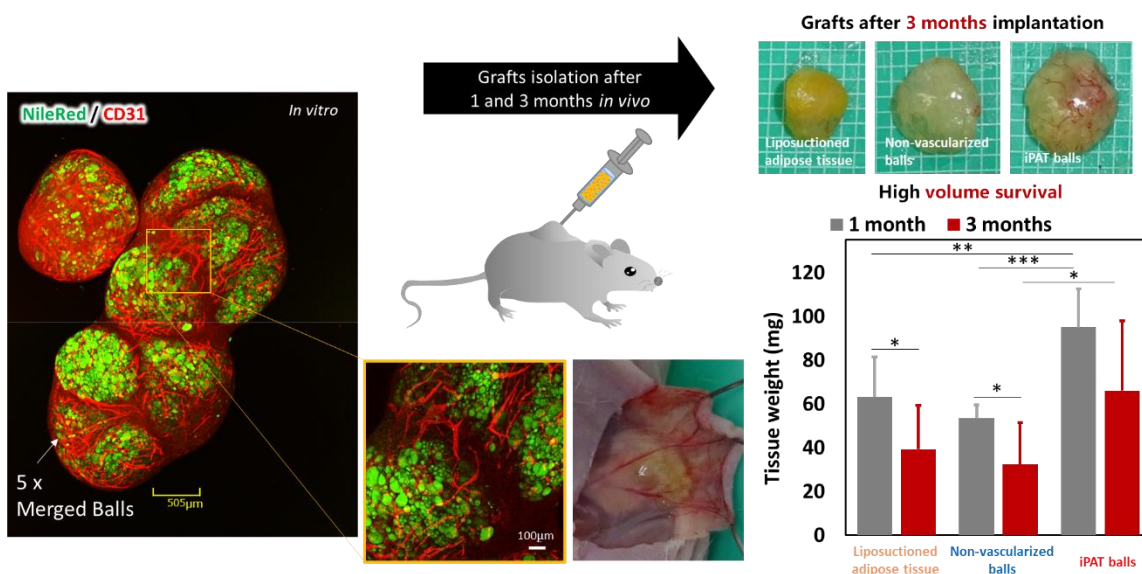 NileRed / CD31
In vitro
5 x
Merged Balls
505µm
Grafts isolation after
1 and 3 months in vivo
100µm
Grafts after 3 months implantation
Liposuctioned
adipose tissue
Non-vascularized
balls
iPAT balls
High volume survival
1 month
3 months
Tissue weight (mg)
120
100
80
60
40
20
0
**
***
*
*
*
Liposuctioned
adipose tissue
Non-vascularized
balls
iPAT balls